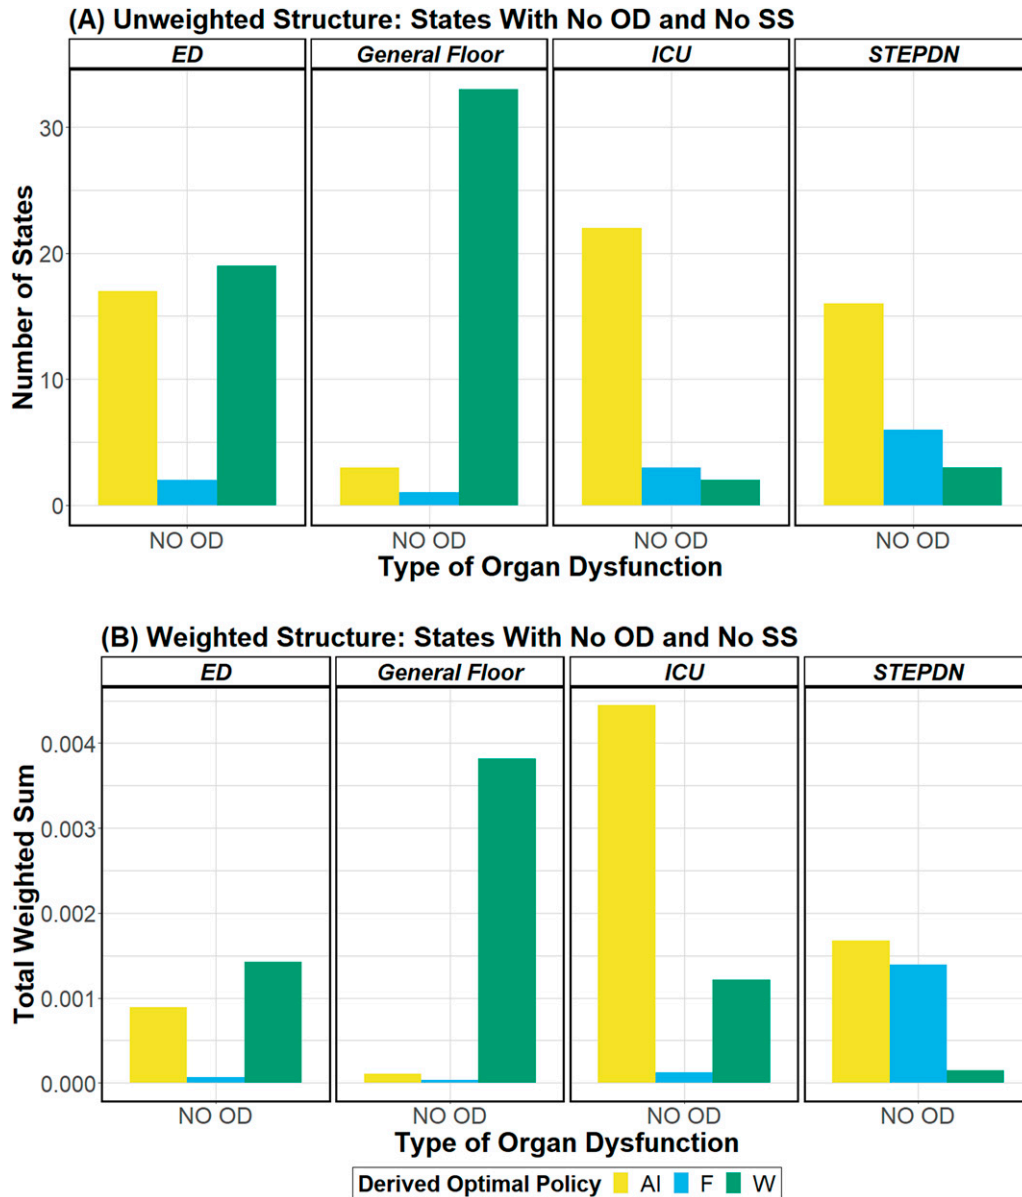 (A) Unweighted Structure: States With No OD and No SS
ED General Floor ICU STEPDN
Number of States
30
20
10
0
NO OD NO OD NO OD NO OD
Type of Organ Dysfunction
(B) Weighted Structure: States With No OD and No SS
ED General Floor ICU STEPDN
Total Weighted Sum
0.004
0.003
0.002
0.001
0.000
NO OD NO OD NO OD NO OD
Type of Organ Dysfunction
Derived Optimal Policy AI F W